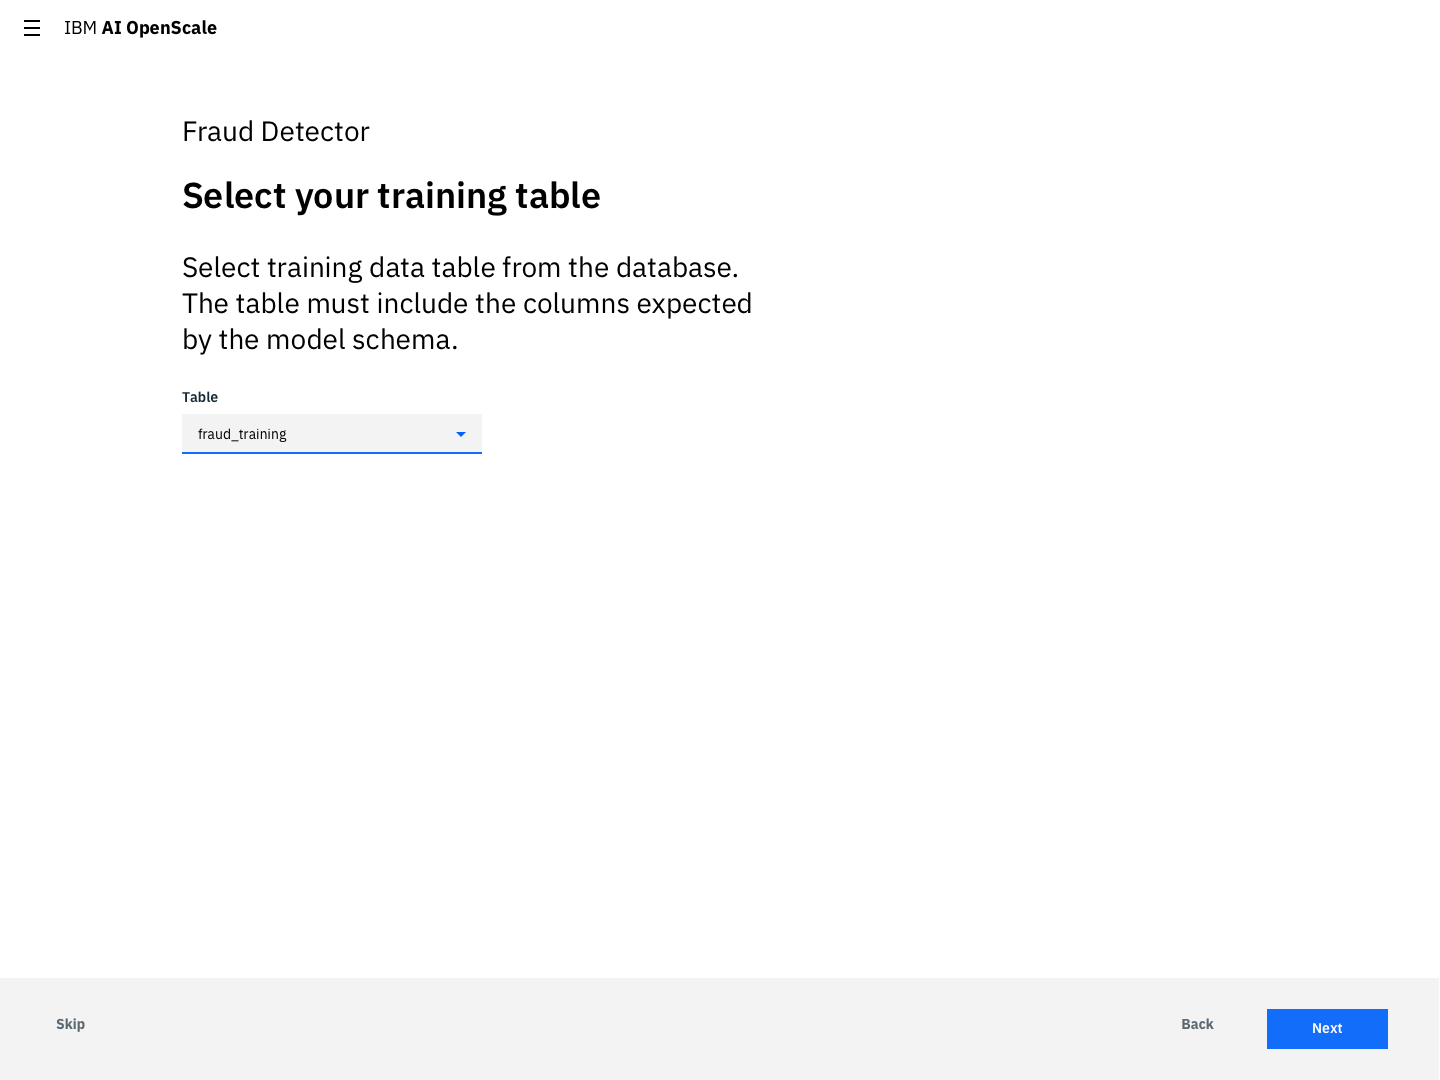 IBM AI OpenScale
Fraud Detector
Select your training table
Select training data table from the database.
The table must include the columns expected
by the model schema.
Table
fraud_training
Skip
Back
Next